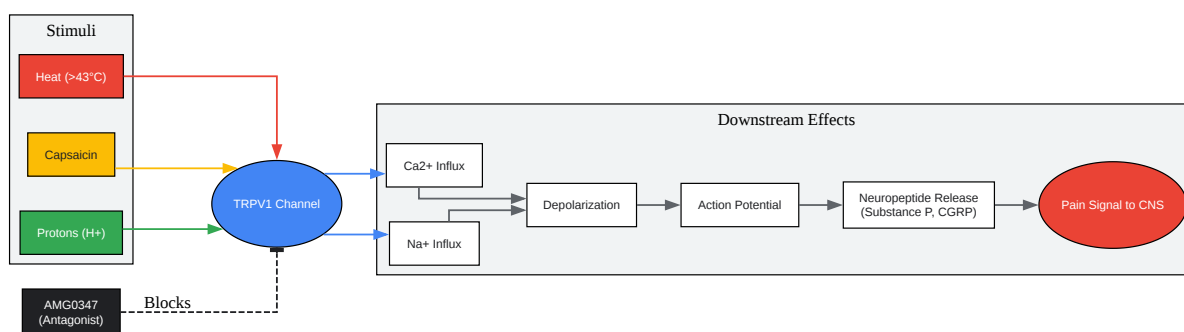 Stimuli
Heat (>43°C)
Capsaicin
Protons (H+)
AMG0347
(Antagonist)
Blocks
TRPV1 Channel
Downstream Effects
Ca2+ Influx
Na+ Influx
Depolarization
Action Potential
Neuropeptide Release
(Substance P, CGRP)
Pain Signal to CNS